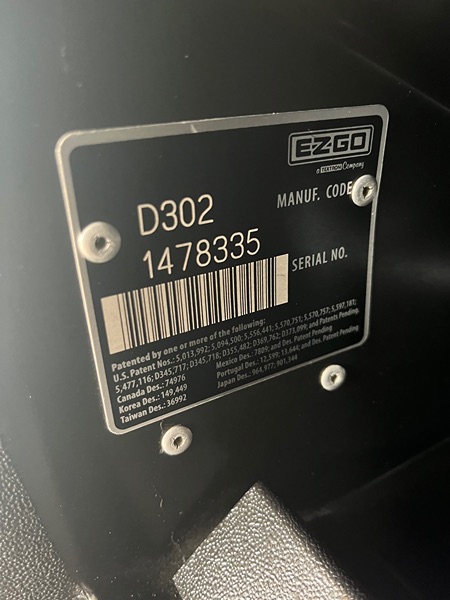 E-Z-GO
a TEXTRON Company
D302
MANUF. CODE
1478335
SERIAL NO.
Patented by one or more of the following:
U.S. Patent Nos.: 5,013,992; 5,094,500; 5,556,441; 5,570,751; 5,570,757; 5,597,181;
5,477,116; D345,717; D345,718; D355,482; D369,762; D373,099; and Patents Pending.
Canada Des.: 74976
Mexico Des.: 7809; and Des. Patents Pending.
Korea Des.: 149,449
Portugal Des.: 12,599; 13,644; and Des. Patent Pending.
Taiwan Des.: 36992
Japan Des.: 964,977; 901,344